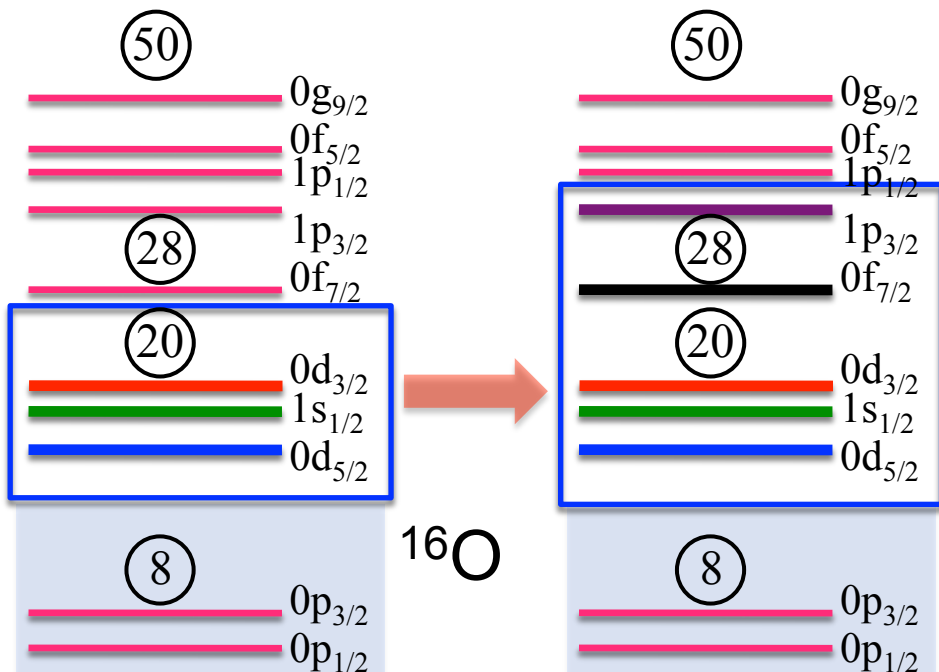 50 50
0g9/2 0g9/2
0f5/2 0f5/2
1p1/2 1p1/2
1p3/2 1p3/2
28 28
0f7/2 0f7/2
20 20
0d3/2 0d3/2
1s1/2 1s1/2
0d5/2 0d5/2
16O
8 8
0p3/2 0p3/2
0p1/2 0p1/2